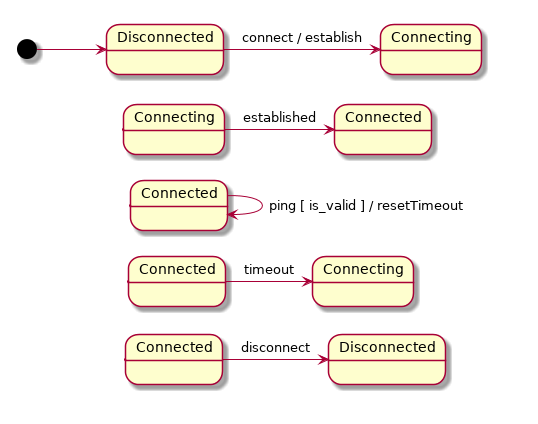 Disconnected
connect / establish
Connecting
Connecting
established
Connected
Connected
ping [ is_valid ] / resetTimeout
Connected
timeout
Connecting
Connected
disconnect
Disconnected